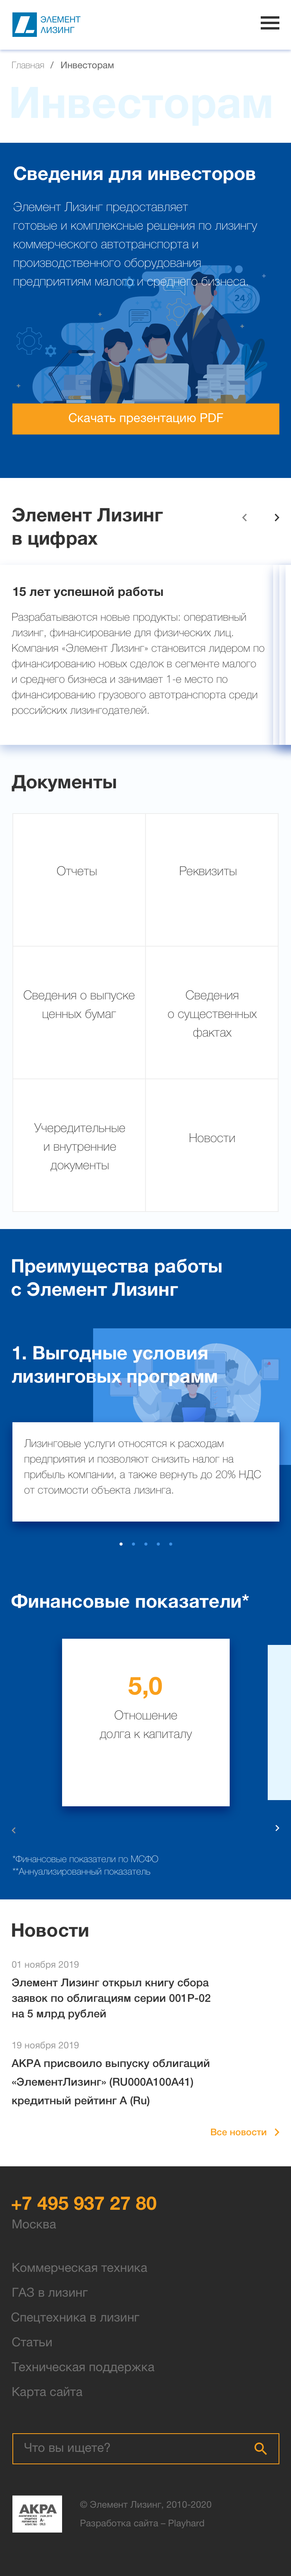 ЭЛЕМЕНТ
ЛИЗИНГ
Главная / Инвесторам
Инвесторам
Сведения для инвесторов
Элемент Лизинг предоставляет
готовые и комплексные решения по лизингу
коммерческого автотранспорта и
производственного оборудования
предприятиям малого и среднего бизнеса.
24
Скачать презентацию PDF
Элемент Лизинг
в цифрах
15 лет успешной работы
Разрабатываются новые продукты: оперативный
лизинг, финансирование для физических лиц.
Компания «Элемент Лизинг» становится лидером по
финансированию новых сделок в сегменте малого
и среднего бизнеса и занимает 1-е место по
финансированию грузового автотранспорта среди
российских лизингодателей.
Документы
Отчеты
Реквизиты
Сведения о выпуске
ценных бумаг
Сведения
о существенных
фактах
Учередительные
и внутренние
документы
Новости
Преимущества работы
с Элемент Лизинг
1. Выгодные условия
лизинговых программ
Лизинговые услуги относятся к расходам
предприятия и позволяют снизить налог на
прибыль компании, а также вернуть до 20% НДС
от стоимости объекта лизинга.
Финансовые показатели*
5,0
Отношение
долга к капиталу
*Финансовые показатели по МСФО
**Аннуализированный показатель
Новости
01 ноября 2019
Элемент Лизинг открыл книгу сбора
заявок по облигациям серии 001P-02
на 5 млрд рублей
19 ноября 2019
АКРА присвоило выпуску облигаций
«ЭлементЛизинг» (RU000A100A41)
кредитный рейтинг А (Ru)
Все новости
+7 495 937 27 80
Москва
Коммерческая техника
ГАЗ в лизинг
Спецтехника в лизинг
Статьи
Техническая поддержка
Карта сайта
Что вы ищете?
АКРА
© Элемент Лизинг, 2010-2020
Разработка сайта – Playhard